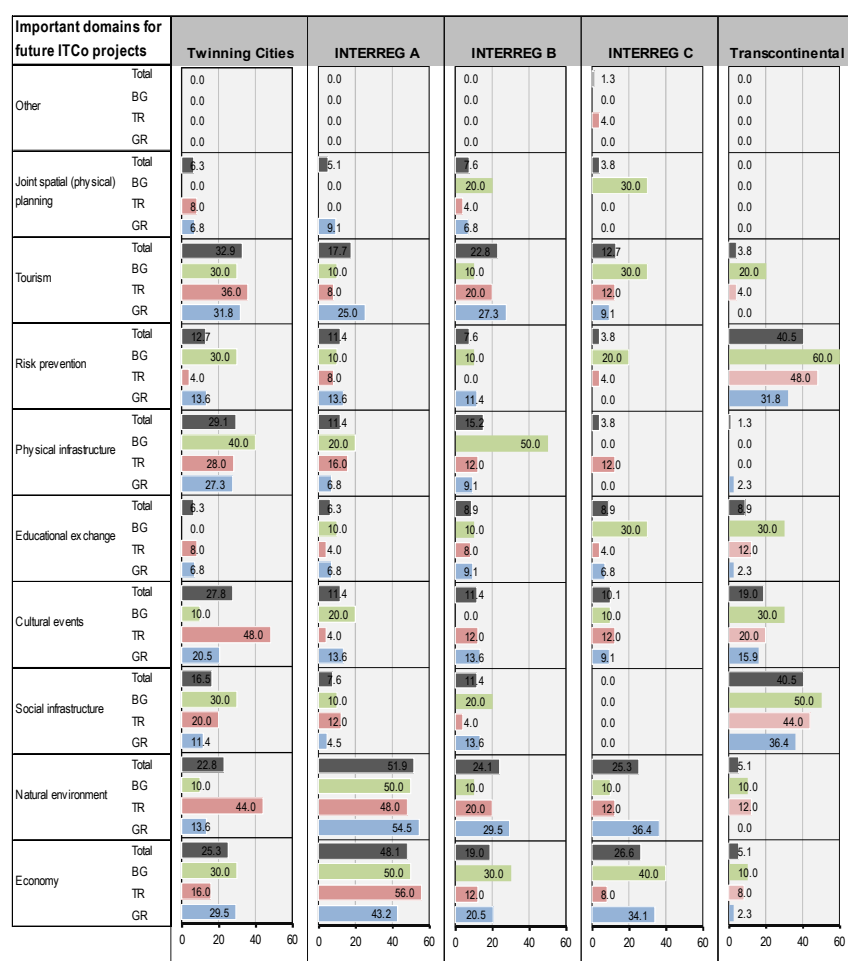 Important domains for
future ITCo projects
Twinning Cities INTERREG A INTERREG B INTERREG C Transcontinental
Other
Total 0.0 0.0 0.0 1.3 0.0
BG 0.0 0.0 0.0 0.0 0.0
TR 0.0 0.0 0.0 4.0 0.0
GR 0.0 0.0 0.0 0.0 0.0
Joint spatial (physical)
planning
Total 6.3 5.1 7.6 3.8 0.0
BG 0.0 0.0 20.0 30.0 0.0
TR 8.0 0.0 4.0 0.0 0.0
GR 6.8 9.1 6.8 0.0 0.0
Tourism
Total 32.9 17.7 22.8 12.7 3.8
BG 30.0 10.0 10.0 30.0 20.0
TR 36.0 8.0 20.0 12.0 4.0
GR 31.8 25.0 27.3 9.1 0.0
Risk prevention
Total 12.7 11.4 7.6 3.8 40.5
BG 30.0 10.0 10.0 20.0 60.0
TR 4.0 8.0 0.0 4.0 48.0
GR 13.6 13.6 11.4 0.0 31.8
Physical infrastructure
Total 29.1 11.4 15.2 3.8 1.3
BG 40.0 20.0 50.0 0.0 0.0
TR 28.0 16.0 12.0 12.0 0.0
GR 27.3 6.8 9.1 0.0 2.3
Educational exchange
Total 6.3 6.3 8.9 8.9 8.9
BG 0.0 10.0 10.0 30.0 30.0
TR 8.0 4.0 8.0 4.0 12.0
GR 6.8 6.8 9.1 6.8 2.3
Cultural events
Total 27.8 11.4 11.4 10.1 19.0
BG 10.0 20.0 0.0 10.0 30.0
TR 48.0 4.0 12.0 12.0 20.0
GR 20.5 13.6 13.6 9.1 15.9
Social infrastructure
Total 16.5 7.6 11.4 0.0 40.5
BG 30.0 10.0 20.0 0.0 50.0
TR 20.0 12.0 4.0 0.0 44.0
GR 11.4 4.5 13.6 0.0 36.4
Natural environment
Total 22.8 51.9 24.1 25.3 5.1
BG 10.0 50.0 10.0 10.0 10.0
TR 44.0 48.0 20.0 12.0 12.0
GR 13.6 54.5 29.5 36.4 0.0
Economy
Total 25.3 48.1 19.0 26.6 5.1
BG 30.0 50.0 30.0 40.0 10.0
TR 16.0 56.0 12.0 8.0 8.0
GR 29.5 43.2 20.5 34.1 2.3
0 20 40 60 0 20 40 60 0 20 40 60 0 20 40 60 0 20 40 60